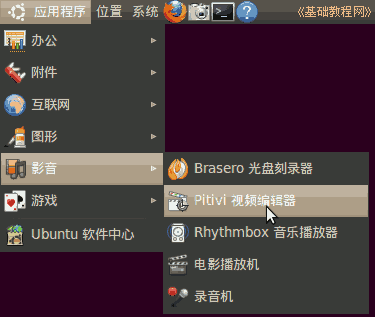 应用程序 位置 系统 《基础教程网》
办公
附件
互联网
图形
影音
Brasero 光盘刻录器
游戏
Pitivi 视频编辑器
Ubuntu 软件中心
Rhythmbox 音乐播放器
电影播放机
录音机